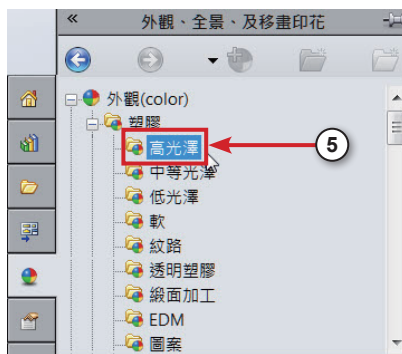 外觀、全景、及移畫印花
外觀(color)
塑膠
高光澤
5
中等光澤
低光澤
軟
紋路
透明塑膠
緞面加工
EDM
圖案